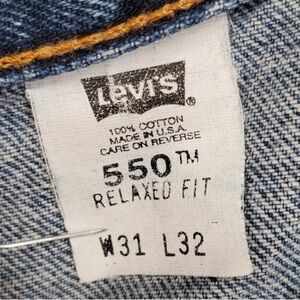 Levi's®
100% COTTON
MADE IN U.S.A.
CARE ON REVERSE
550™
RELAXED FIT
W31 L32